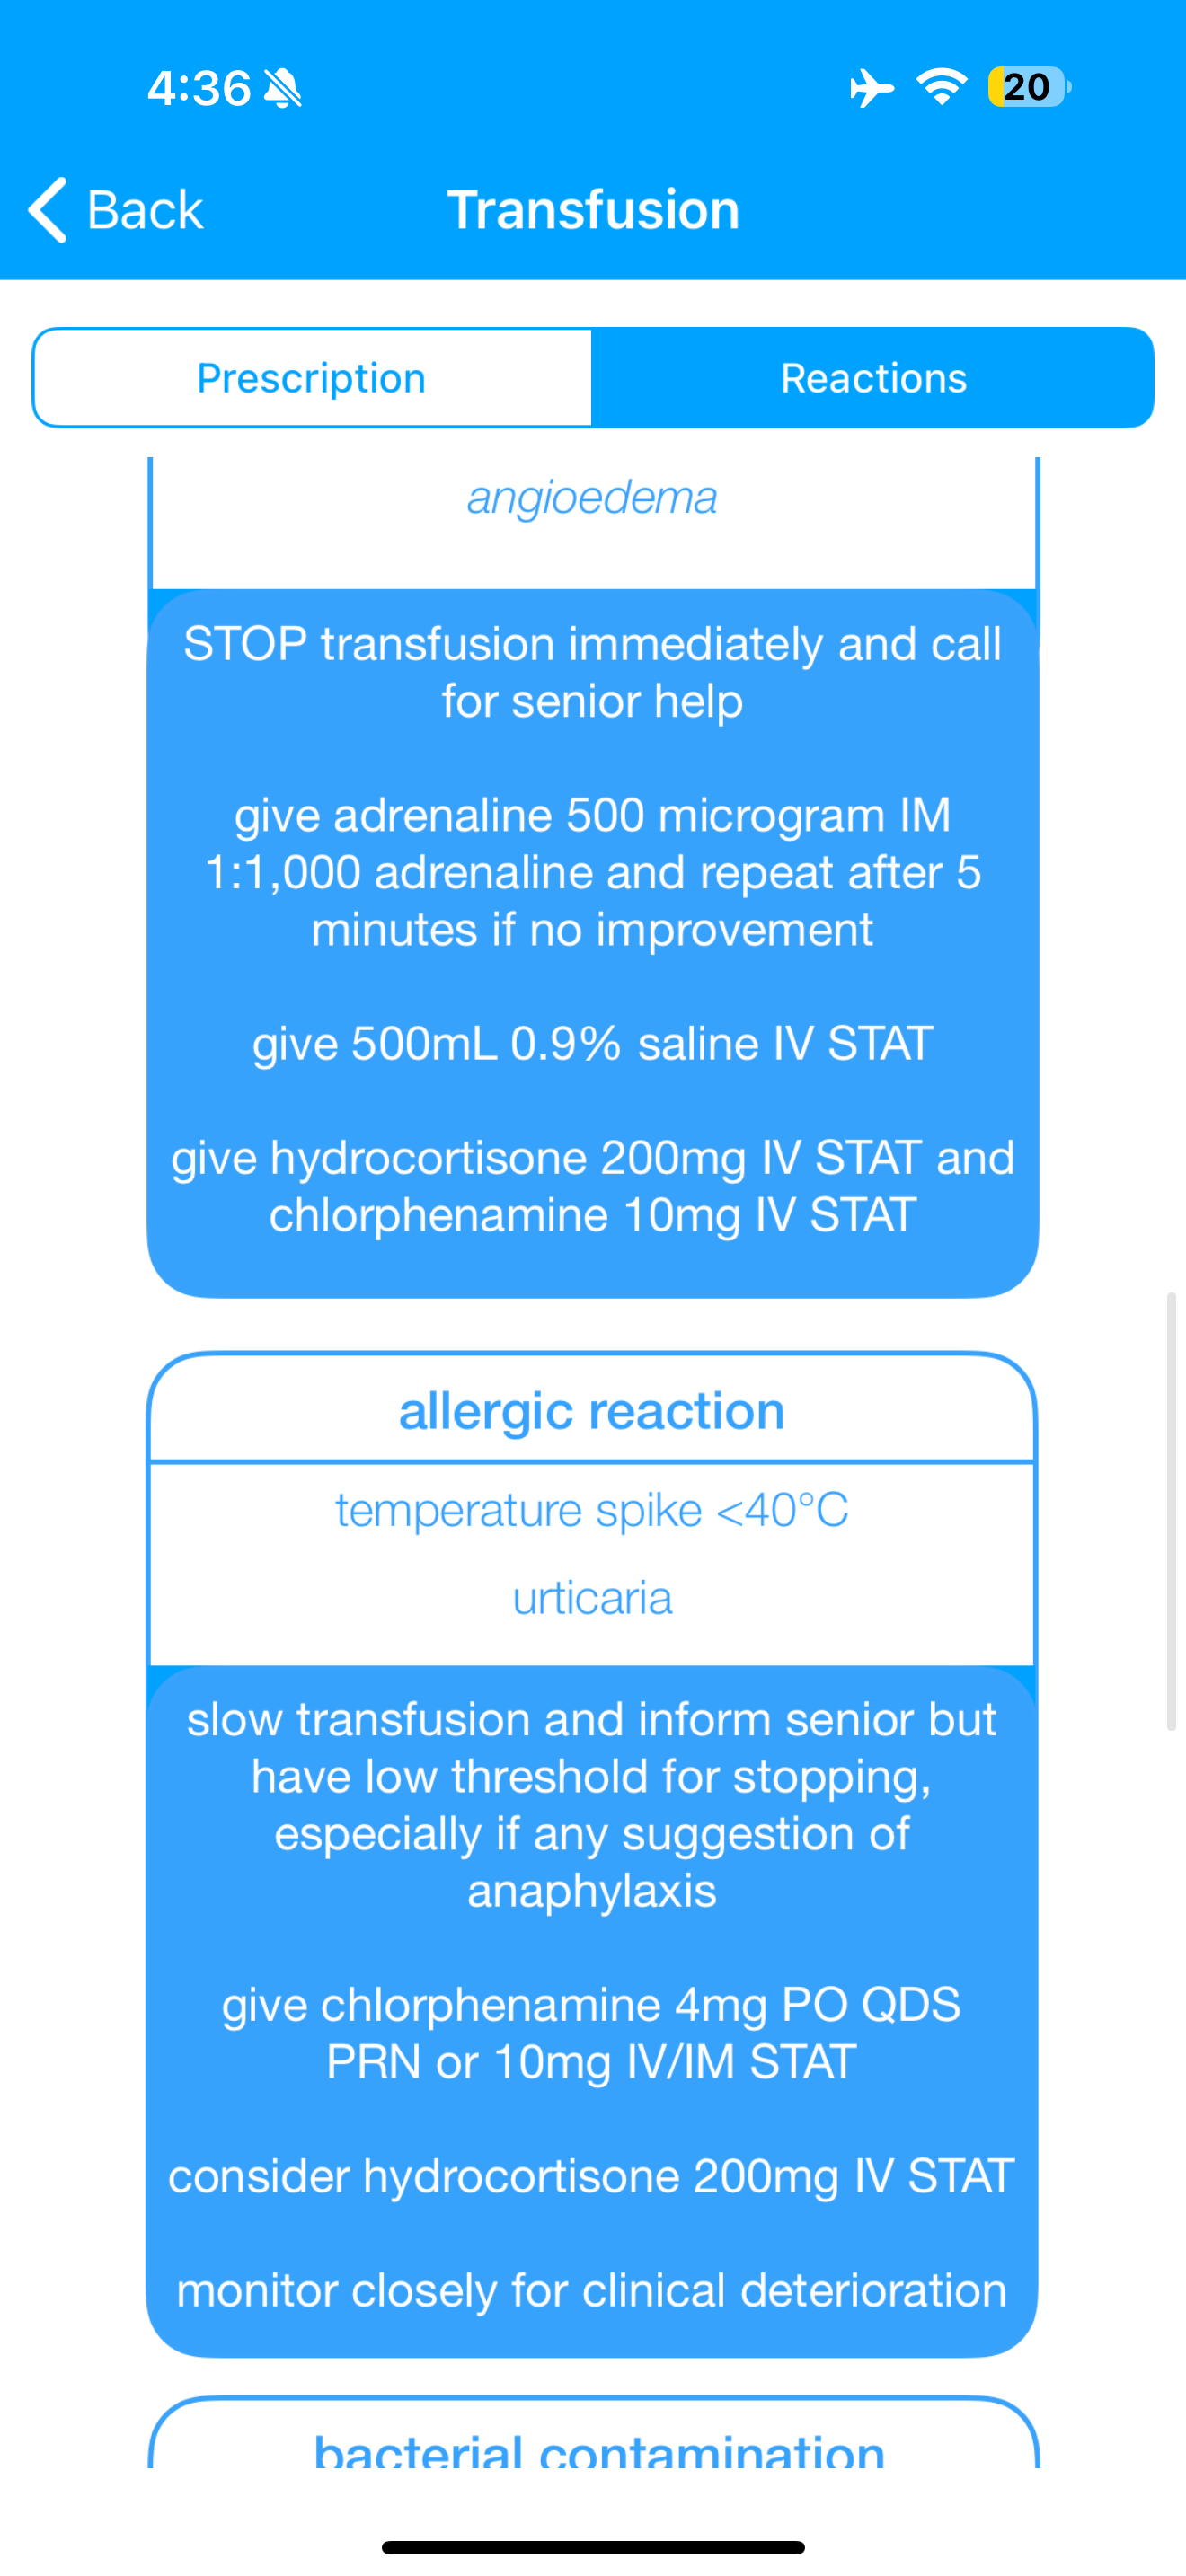 4:36
20
Back
Transfusion
Prescription
Reactions
angioedema
STOP transfusion immediately and call
for senior help
give adrenaline 500 microgram IM
1:1,000 adrenaline and repeat after 5
minutes if no improvement
give 500mL 0.9% saline IV STAT
give hydrocortisone 200mg IV STAT and
chlorphenamine 10mg IV STAT
allergic reaction
temperature spike <40°C
urticaria
slow transfusion and inform senior but
have low threshold for stopping,
especially if any suggestion of
anaphylaxis
give chlorphenamine 4mg PO QDS
PRN or 10mg IV/IM STAT
consider hydrocortisone 200mg IV STAT
monitor closely for clinical deterioration
bacterial contamination